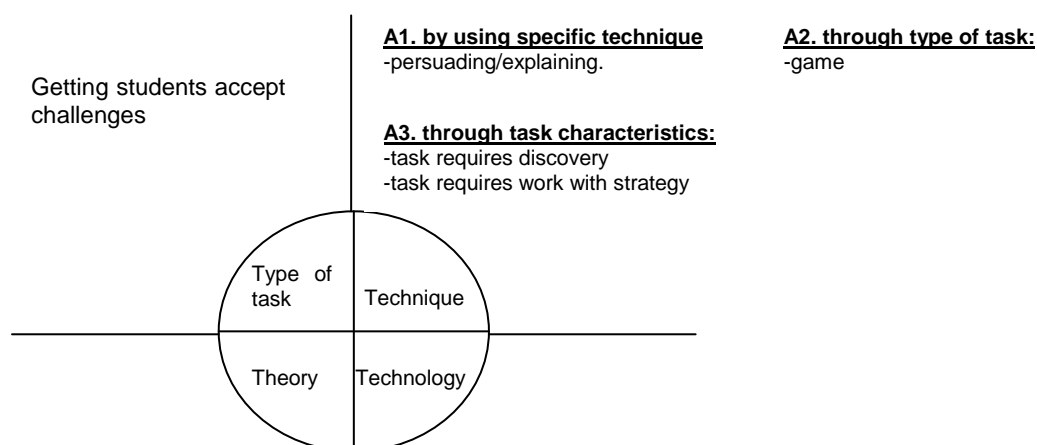 Getting students accept
challenges
A1. by using specific technique
-persuading/explaining.
A2. through type of task:
-game
A3. through task characteristics:
-task requires discovery
-task requires work with strategy
Type of
task
Technique
Theory
Technology